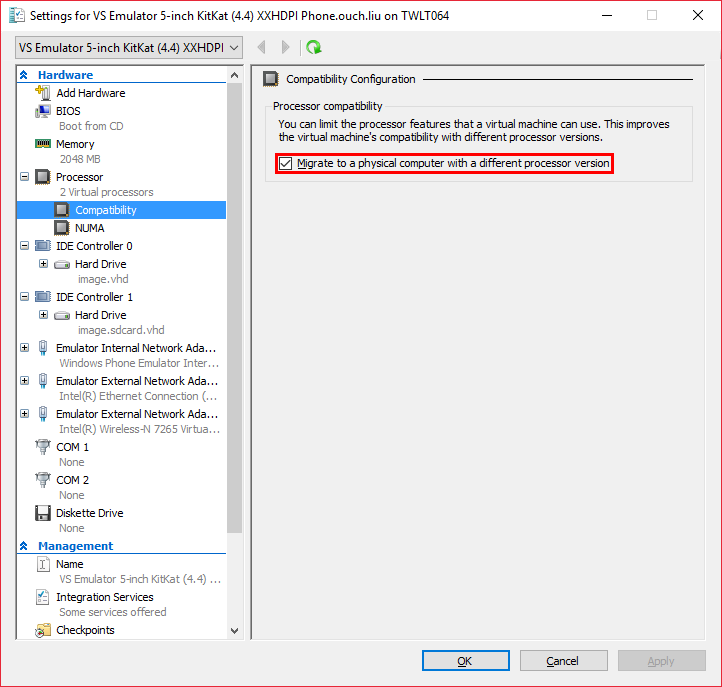 Settings for VS Emulator 5-inch KitKat (4.4) XXHDPI Phone.ouch.liu on TWLT064
VS Emulator 5-inch KitKat (4.4) XXHDPI
Hardware
Add Hardware
BIOS
Boot from CD
Memory
2048 MB
Processor
2 Virtual processors
Compatibility
NUMA
IDE Controller 0
Hard Drive
image.vhd
IDE Controller 1
Hard Drive
image.sdcard.vhd
Emulator Internal Network Ada...
Windows Phone Emulator Inter...
Emulator External Network Ada...
Intel(R) Ethernet Connection (...
Emulator External Network Ada...
Intel(R) Wireless-N 7265 Virtua...
COM 1
None
COM 2
None
Diskette Drive
None
Management
Name
VS Emulator 5-inch KitKat (4.4) ...
Integration Services
Some services offered
Checkpoints
Compatibility Configuration
Processor compatibility
You can limit the processor features that a virtual machine can use. This improves
the virtual machine's compatibility with different processor versions.
Migrate to a physical computer with a different processor version
OK
Cancel
Apply